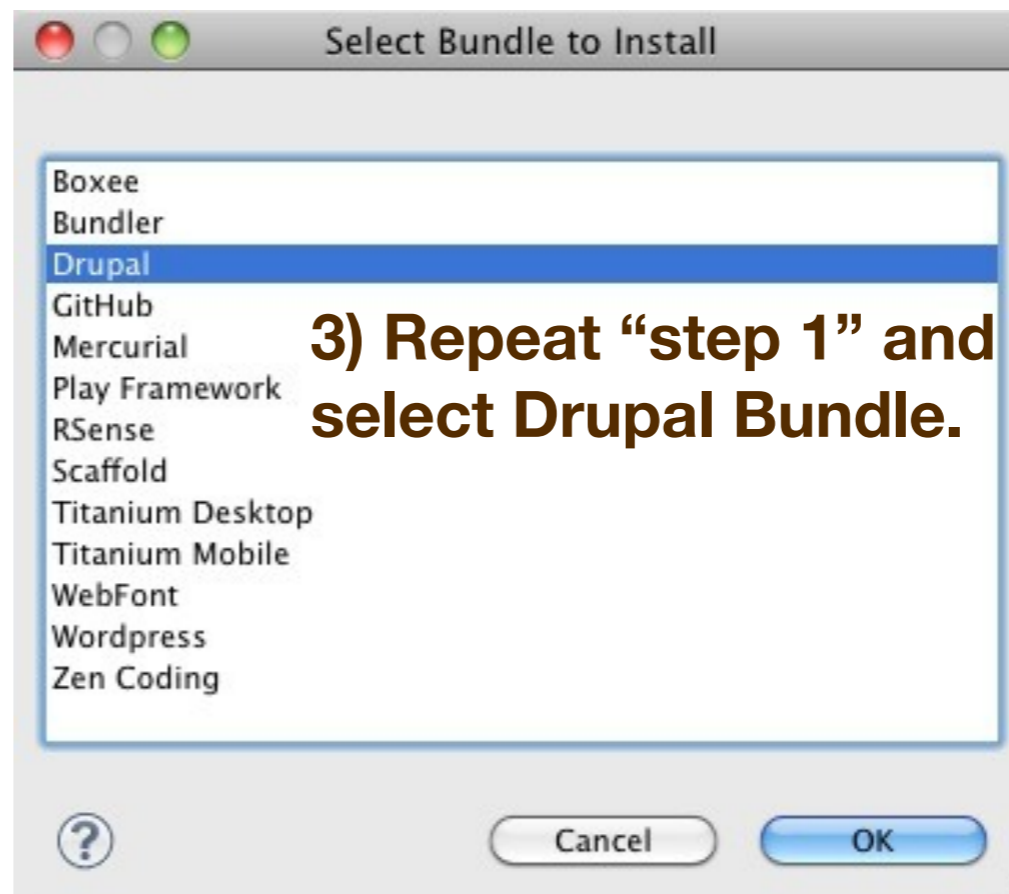 Select Bundle to Install
Boxee
Bundler
Drupal
GitHub
Mercurial
Play Framework
RSense
Scaffold
Titanium Desktop
Titanium Mobile
WebFont
Wordpress
Zen Coding
3) Repeat “step 1” and
select Drupal Bundle.
?
Cancel
OK